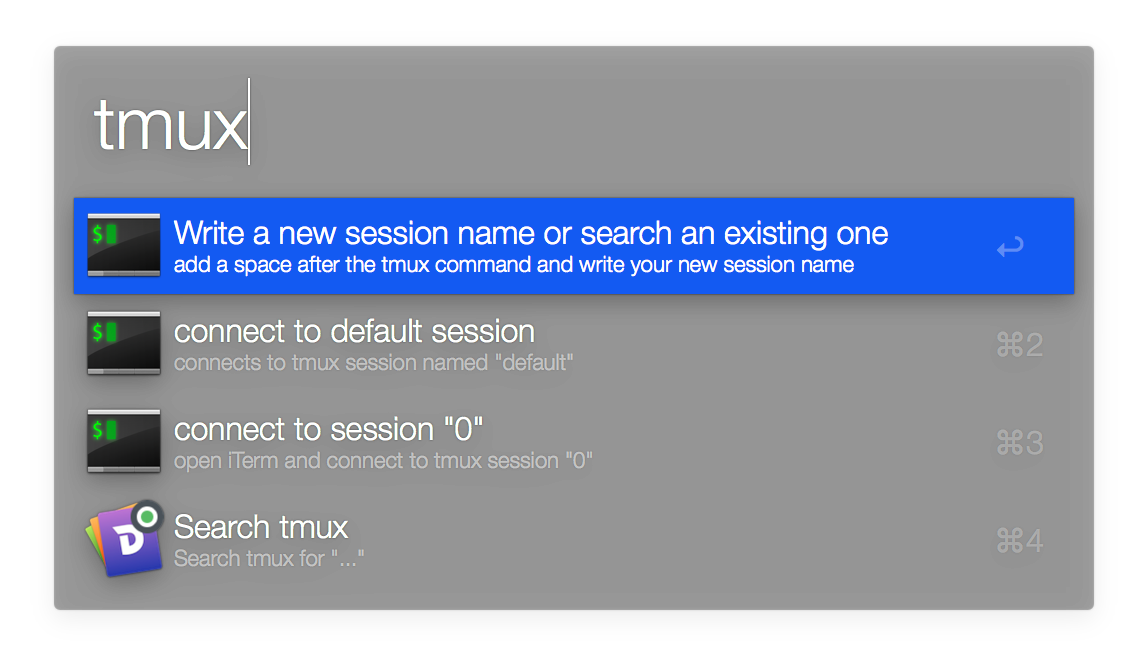 tmux
Write a new session name or search an existing one
add a space after the tmux command and write your new session name
connect to default session
connects to tmux session named "default"
⌘2
connect to session "0"
open iTerm and connect to tmux session "0"
⌘3
Search tmux
Search tmux for "..."
⌘4